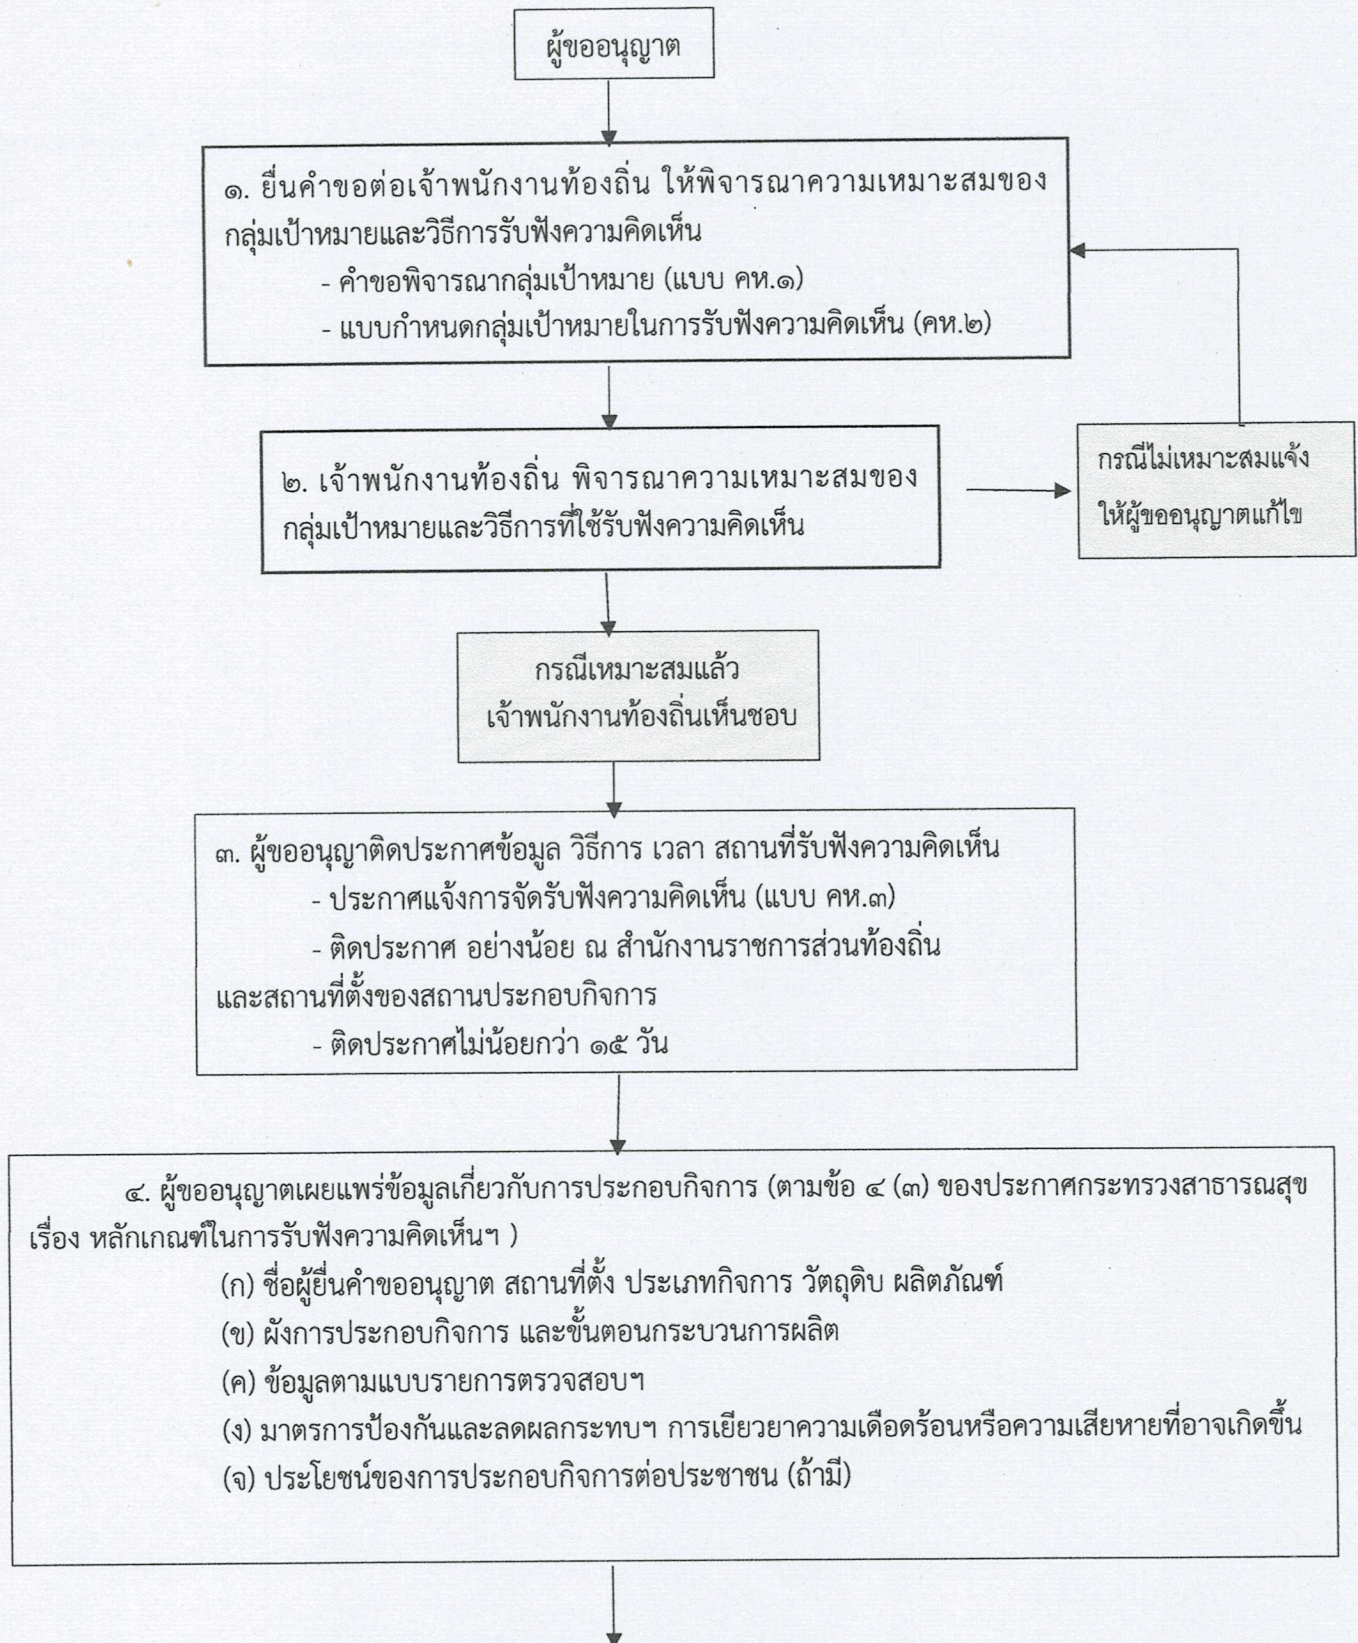 ผู้ขออนุญาต
๑. ยื่นคำขอต่อเจ้าพนักงานท้องถิ่น ให้พิจารณาความเหมาะสมของ
กลุ่มเป้าหมายและวิธีการรับฟังความคิดเห็น
- คำขอพิจารณากลุ่มเป้าหมาย (แบบ คห.๑)
- แบบกำหนดกลุ่มเป้าหมายในการรับฟังความคิดเห็น (คห.๒)
๒. เจ้าพนักงานท้องถิ่น พิจารณาความเหมาะสมของ
กลุ่มเป้าหมายและวิธีการที่ใช้รับฟังความคิดเห็น
กรณีไม่เหมาะสมแจ้ง
ให้ผู้ขออนุญาตแก้ไข
กรณีเหมาะสมแล้ว
เจ้าพนักงานท้องถิ่นเห็นชอบ
๓. ผู้ขออนุญาติดประกาศข้อมูล วิธีการ เวลา สถานที่รับฟังความคิดเห็น
- ประกาศแจ้งการจัดรับฟังความคิดเห็น (แบบ คห.๓)
- ติดประกาศ อย่างน้อย ณ สำนักงานราชการส่วนท้องถิ่น
และสถานที่ตั้งของสถานประกอบกิจการ
- ติดประกาศไม่น้อยกว่า ๑๕ วัน
๔. ผู้ขออนุญาตเผยแพร่ข้อมูลเกี่ยวกับการประกอบกิจการ (ตามข้อ ๔ (๓) ของประกาศกระทรวงสาธารณสุข
เรื่อง หลักเกณฑ์ในการรับฟังความคิดเห็นฯ )
(ก) ชื่อผู้ยื่นคำขออนุญาต สถานที่ตั้ง ประเภทกิจการ วัตถุดิบ ผลิตภัณฑ์
(ข) ผังการประกอบกิจการ และขั้นตอนกระบวนการผลิต
(ค) ข้อมูลตามแบบรายการตรวจสอบฯ
(ง) มาตรการป้องกันและลดผลกระทบฯ การเยียวยาความเดือดร้อนหรือความเสียหายที่อาจเกิดขึ้น
(จ) ประโยชน์ของการประกอบกิจการต่อประชาชน (ถ้ามี)